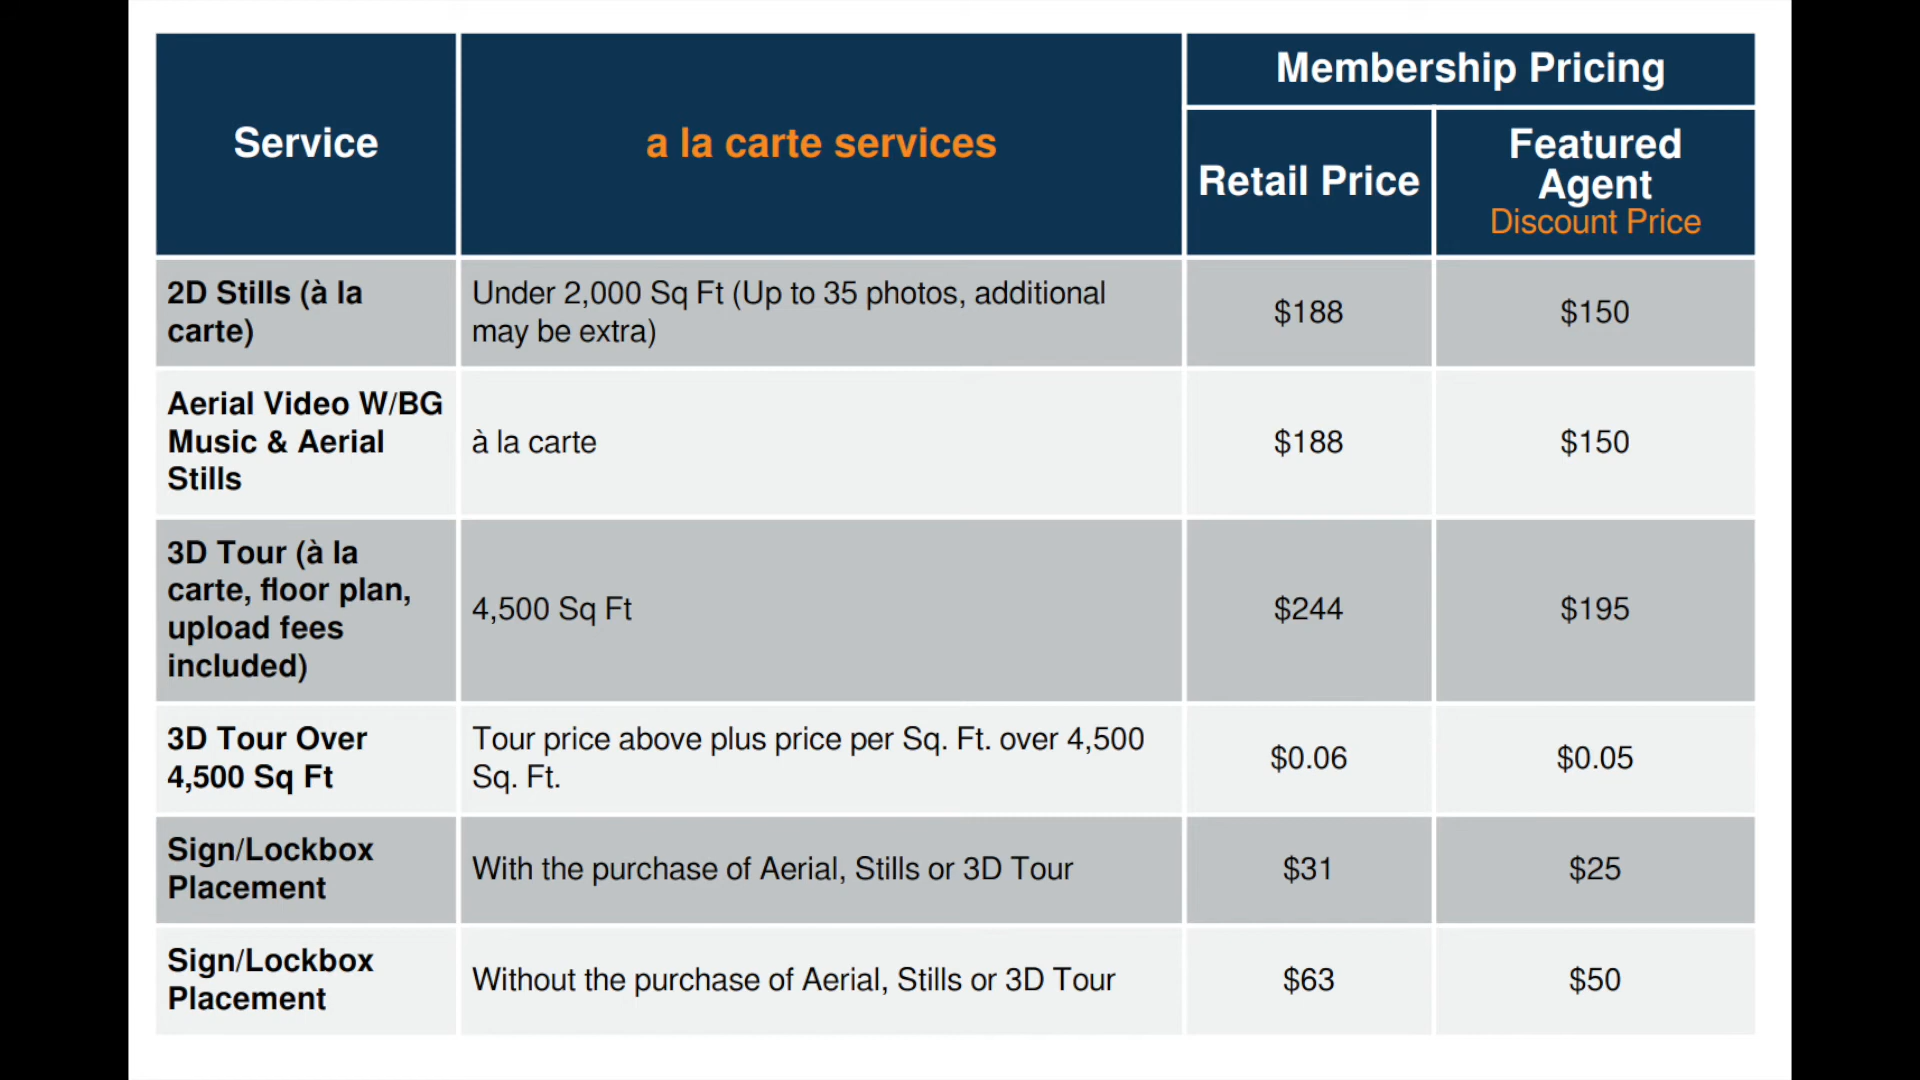 Service
a la carte services
Membership Pricing
Retail Price
Featured
Agent
Discount Price
2D Stills (à la
carte)
Under 2,000 Sq Ft (Up to 35 photos, additional
may be extra)
$188
$150
Aerial Video W/BG
Music & Aerial
Stills
à la carte
$188
$150
3D Tour (à la
carte, floor plan,
upload fees
included)
4,500 Sq Ft
$244
$195
3D Tour Over
4,500 Sq Ft
Tour price above plus price per Sq. Ft. over 4,500
Sq. Ft.
$0.06
$0.05
Sign/Lockbox
Placement
With the purchase of Aerial, Stills or 3D Tour
$31
$25
Sign/Lockbox
Placement
Without the purchase of Aerial, Stills or 3D Tour
$63
$50